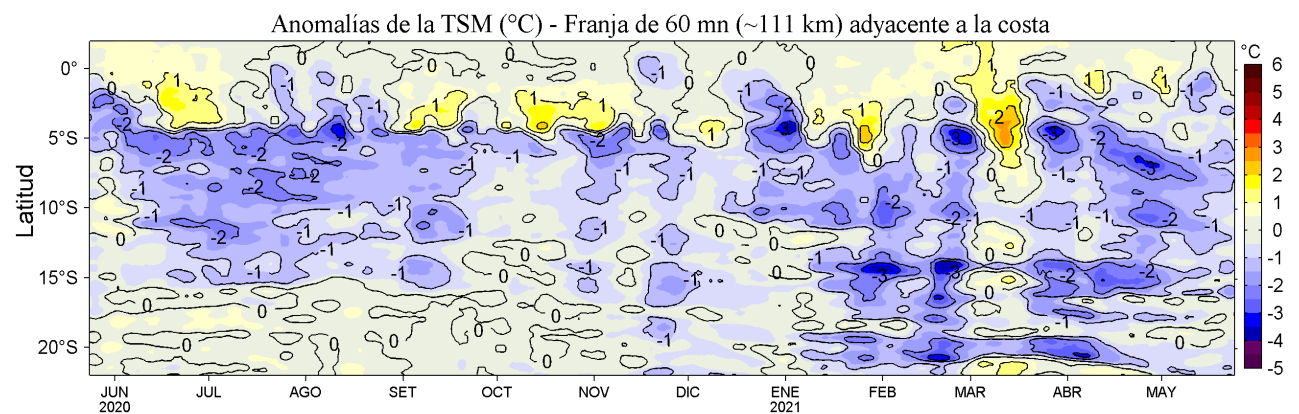 Anomalías de la TSM (°C) - Franja de 60 mn (~111 km) adyacente a la costa
Latitud
0°
5°S
10°S
15°S
20°S
JUN JUL AGO SET OCT NOV DIC ENE FEB MAR ABR MAY
2020 2021
°C
6
5
4
3
2
1
0
-1
-2
-3
-4
-5